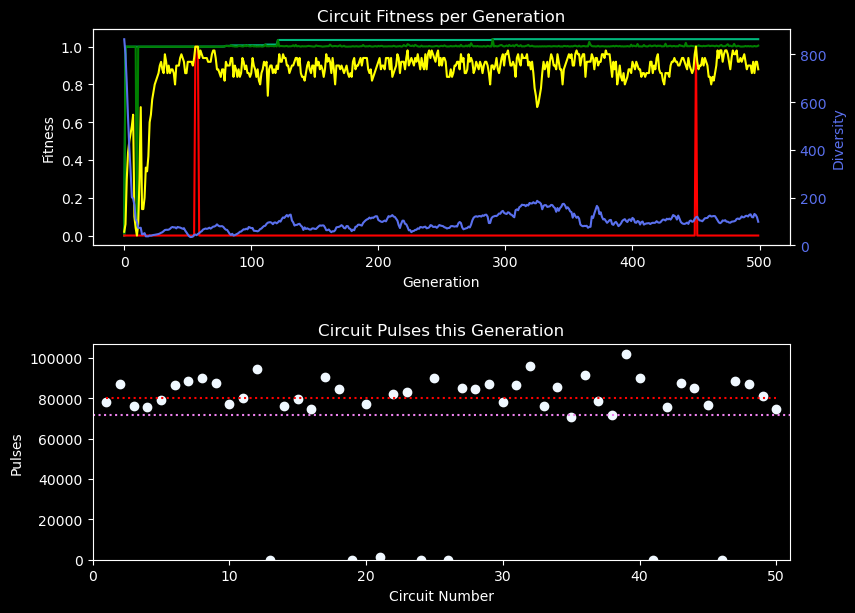 Circuit Fitness per Generation
1.0
0.8
0.6
0.4
0.2
0.0
Fitness
800
600
400
200
0
Diversity
0 100 200 300 400 500
Generation
Circuit Pulses this Generation
100000
80000
60000
40000
20000
0
Pulses
0 10 20 30 40 50
Circuit Number